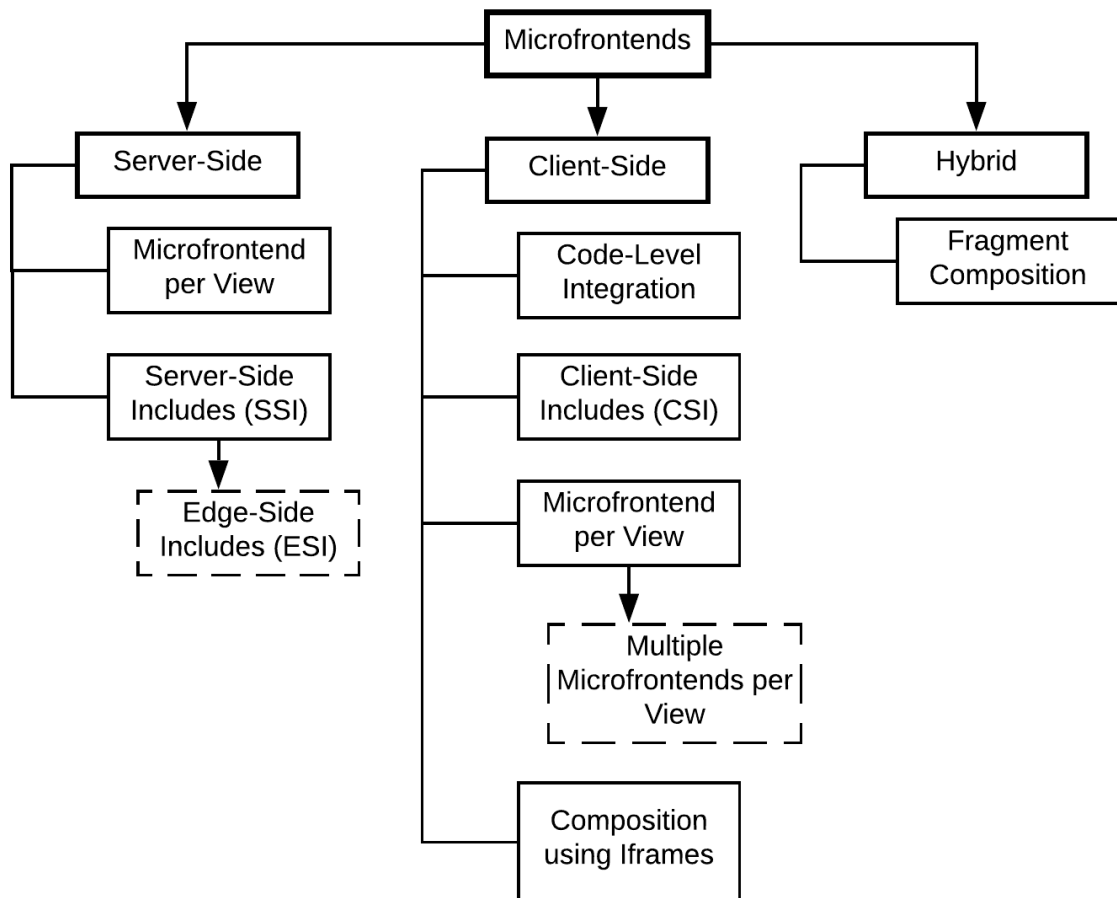 Microfrontends
Server-Side
Microfrontend
per View
Server-Side
Includes (SSI)
Edge-Side
Includes (ESI)
Client-Side
Code-Level
Integration
Client-Side
Includes (CSI)
Microfrontend
per View
Multiple
Microfrontends per
View
Composition
using Iframes
Hybrid
Fragment
Composition